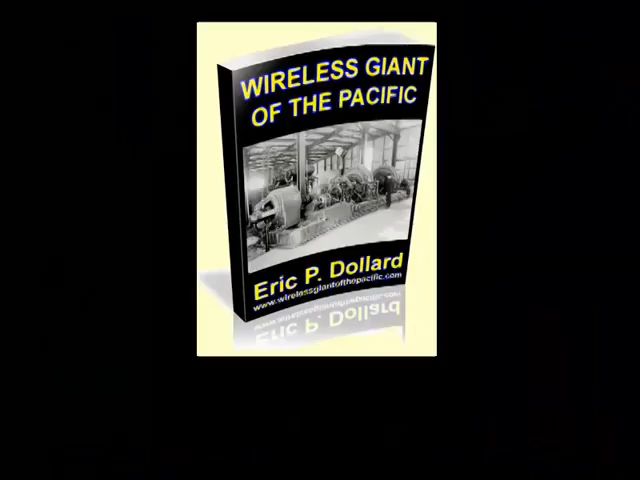 WIRELESS GIANT
OF THE PACIFIC
Eric P. Dollard
www.wirelessgiantofthepacific.com